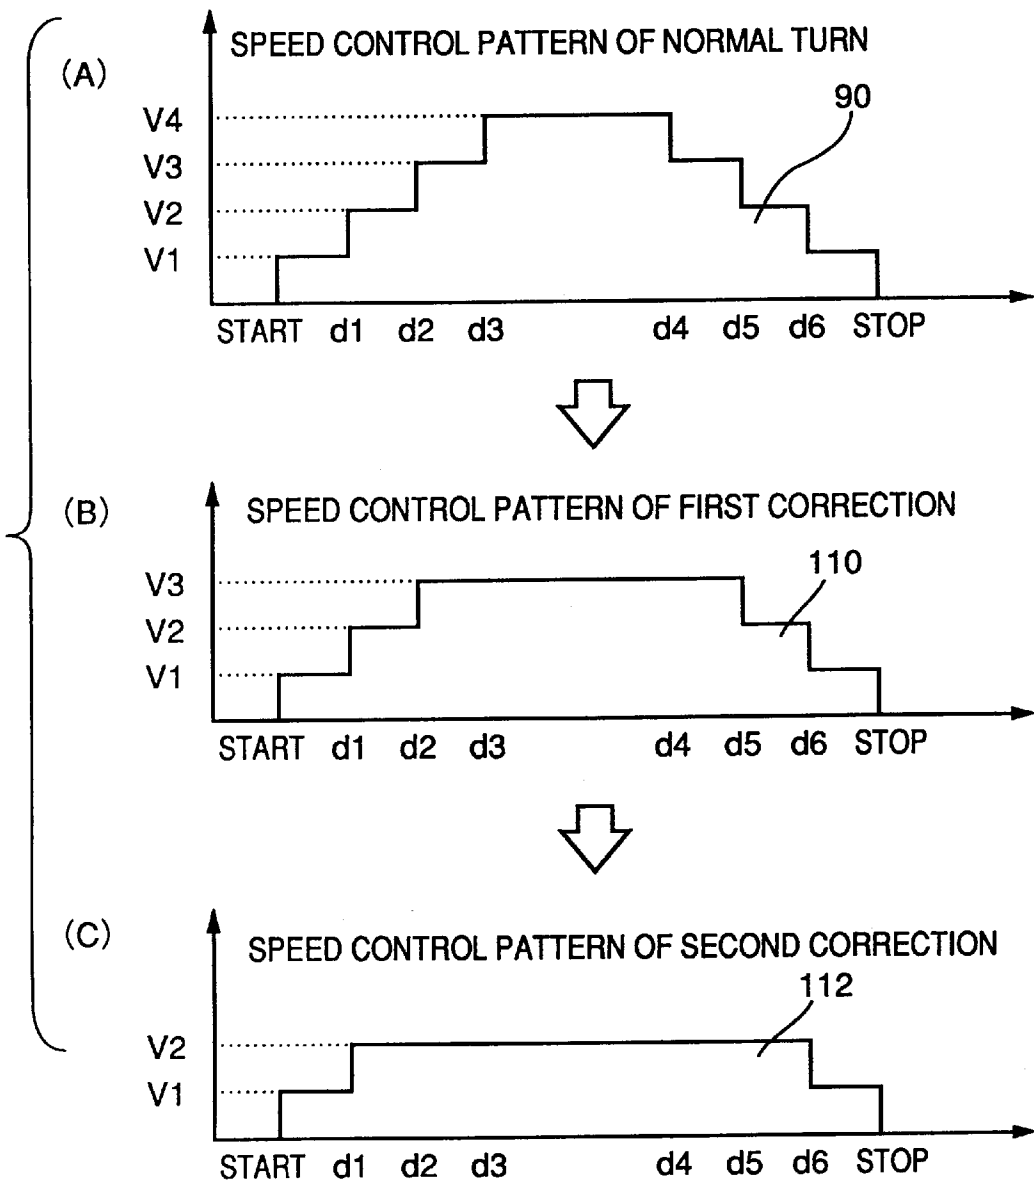 (A)
SPEED CONTROL PATTERN OF NORMAL TURN
90
V4
V3
V2
V1
START d1 d2 d3 d4 d5 d6 STOP
(B)
SPEED CONTROL PATTERN OF FIRST CORRECTION
110
V3
V2
V1
START d1 d2 d3 d4 d5 d6 STOP
(C)
SPEED CONTROL PATTERN OF SECOND CORRECTION
112
V2
V1
START d1 d2 d3 d4 d5 d6 STOP